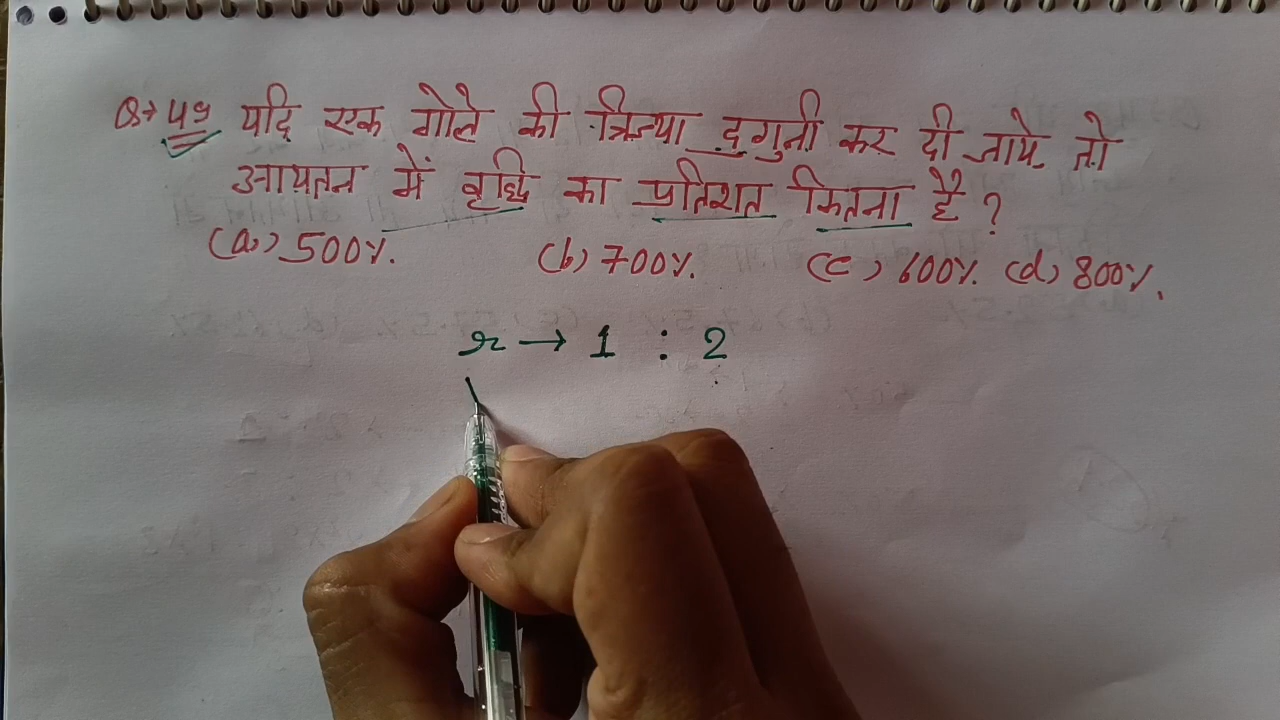 Q→ 49 यदि एक गोले की त्रिज्या दुगुनी कर दी जाये तो
आयतन में वृद्धि का प्रतिशत कितना है ?
(a) 500%. (b) 700%. (c) 600%. (d) 800%.
r → 1 : 2